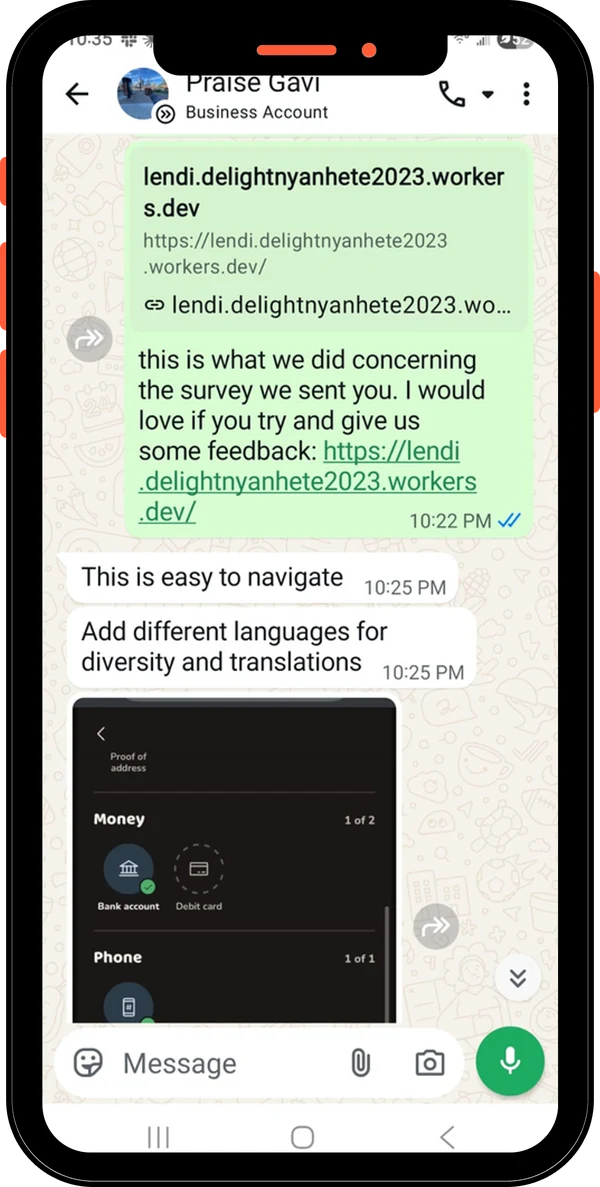 10:35
Praise Gavi
Business Account
lendi.delightnyanhete2023.worker
s.dev
https://lendi.delightnyanhete2023
.workers.dev/
lendi.delightnyanhete2023.wo...
this is what we did concerning
the survey we sent you. I would
love if you try and give us
some feedback: https://lendi
.delightnyanhete2023.workers
.dev/
10:22 PM
This is easy to navigate
10:25 PM
Add different languages for
diversity and translations
10:25 PM
Proof of
address
Money
1 of 2
Bank account
Debit card
Phone
1 of 1
Message